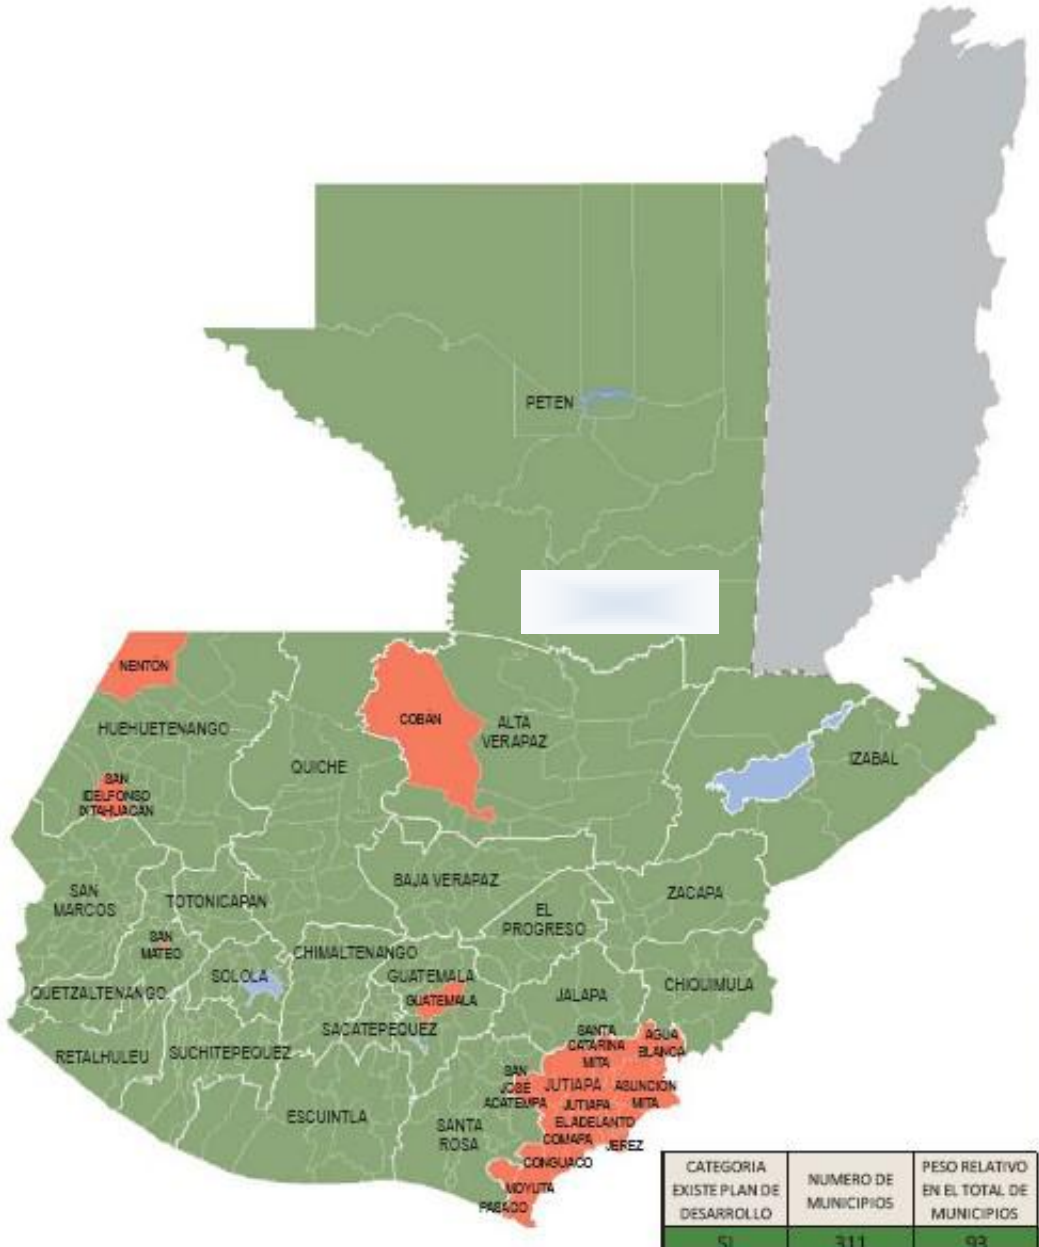 PETEN
NENTÓN
HUEHUETENANGO
COBÁN
ALTA
VERAPAZ
QUICHE
IZABAL
SAN
IDELFONSO
IXTAHUACÁN
SAN
MARCOS
TOTONICAPAN
BAJA VERAPAZ
ZACAPA
EL
PROGRESO
SAN
MATEO
CHIMALTENANGO
SOLOLA
GUATEMALA
GUATEMALA
QUETZALTENANGO
CHIQUIMULA
JALAPA
SACATEPEQUEZ
RETALHULEU
SUCHITEPEQUEZ
SANTA
CATARINA
MITA
AGUA
BLANCA
SAN
JOSÉ
ACATEMPA
JUTIAPA
JUTIAPA
ASUNCION
MITA
ESCUINTLA
SANTA
ROSA
EL ADELANTO
COMAPA
JEREZ
CONGUACO
MOYUTA
PASACO
CATEGORIA
EXISTE PLAN DE
DESARROLLO
NUMERO DE
MUNICIPIOS
PESO RELATIVO
EN EL TOTAL DE
MUNICIPIOS
SI
311
93